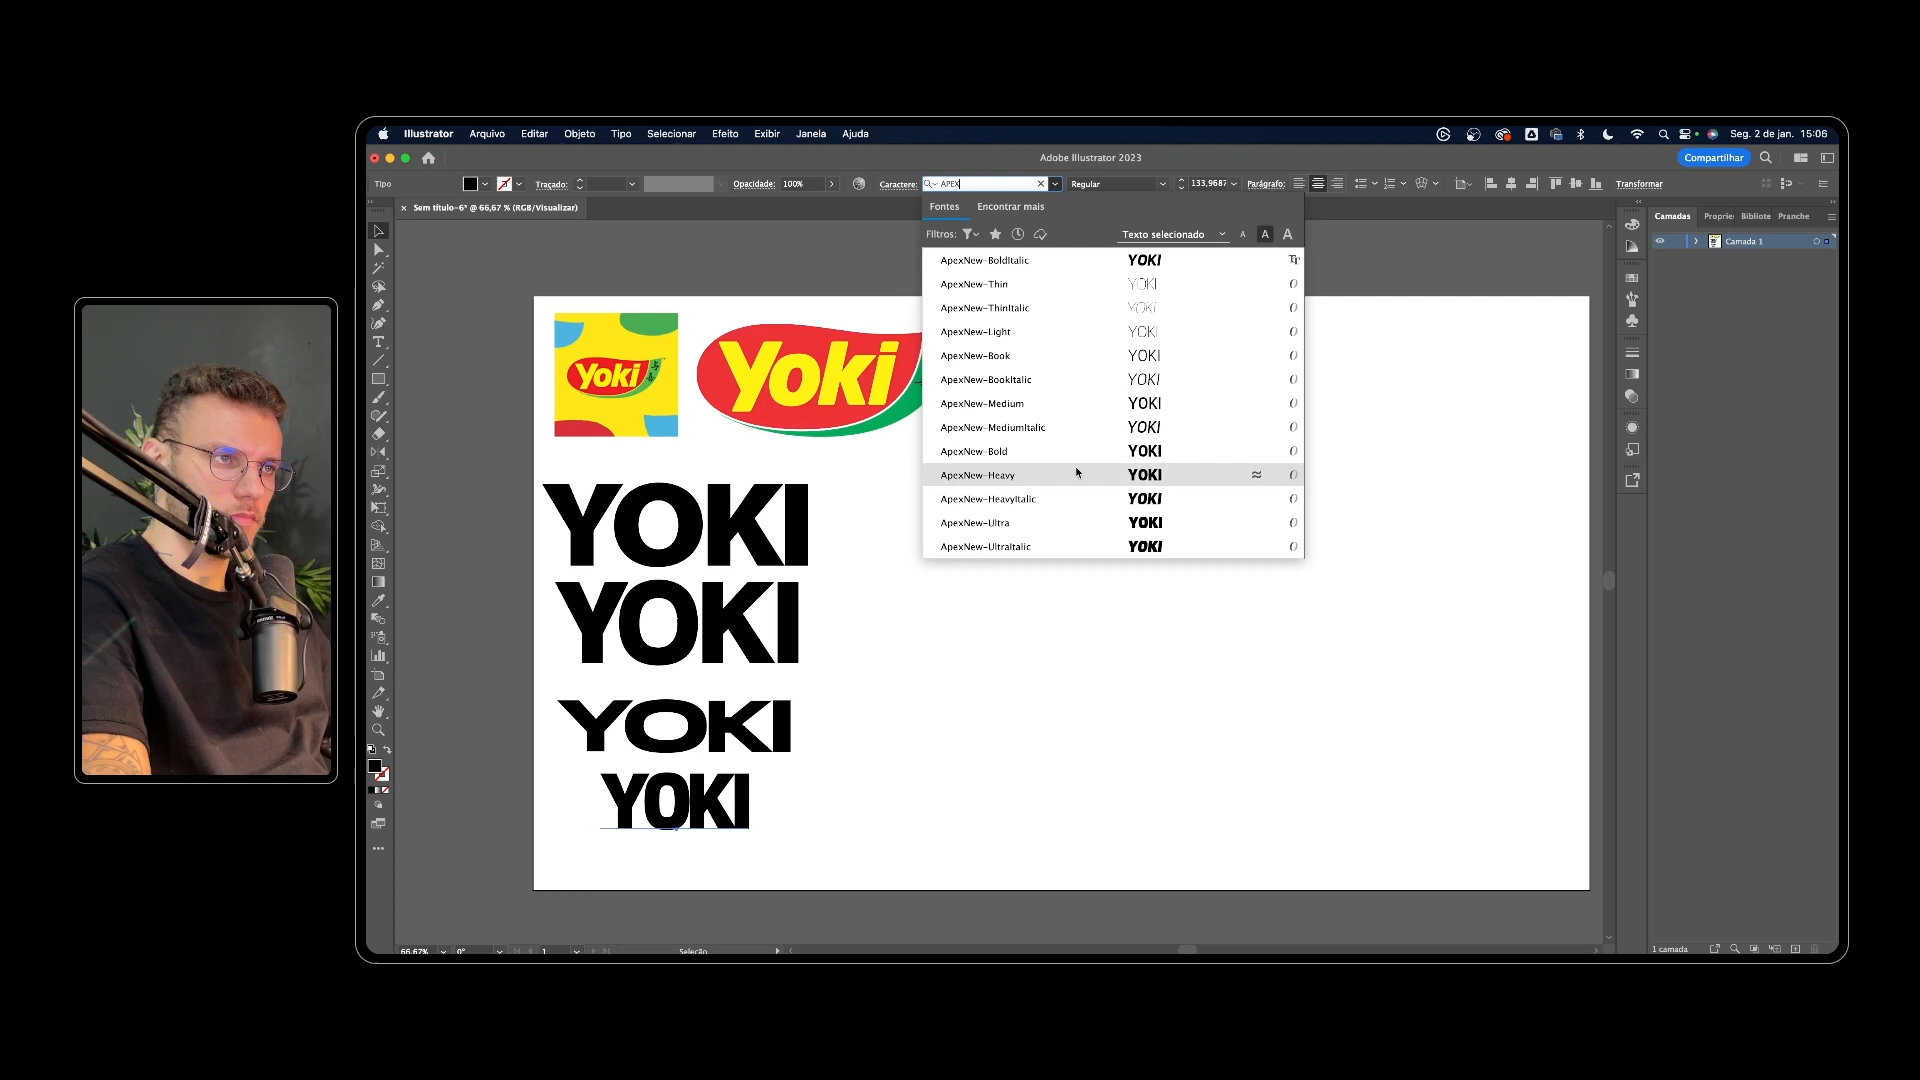 Illustrator Arquivo Editar Objeto Tipo Selecionar Efeito Exibir Janela Ajuda Seg. 2 de jan. 15:06
Adobe Illustrator 2023 Compartilhar
Tipo Traçado: Opacidade: 100% Caractere: APEX Regular 133,9687 Parágrafo: Transformar
Sem título-6* @ 66,67 % (RGB/Visualizar)
Fontes Encontrar mais
Filtros: Texto selecionado A A A
ApexNew-BoldItalic YOKI
ApexNew-Thin YOKI
ApexNew-ThinItalic YOKI
ApexNew-Light YOKI
ApexNew-Book YOKI
ApexNew-BookItalic YOKI
ApexNew-Medium YOKI
ApexNew-MediumItalic YOKI
ApexNew-Bold YOKI
ApexNew-Heavy YOKI
ApexNew-HeavyItalic YOKI
ApexNew-Ultra YOKI
ApexNew-UltraItalic YOKI
Camadas Proprie Bibliote Pranche
Camada 1
Yoki Yoki
YOKI
YOKI
YOKI
YOKI
66,67% 0° 1 Seleção
1 camada